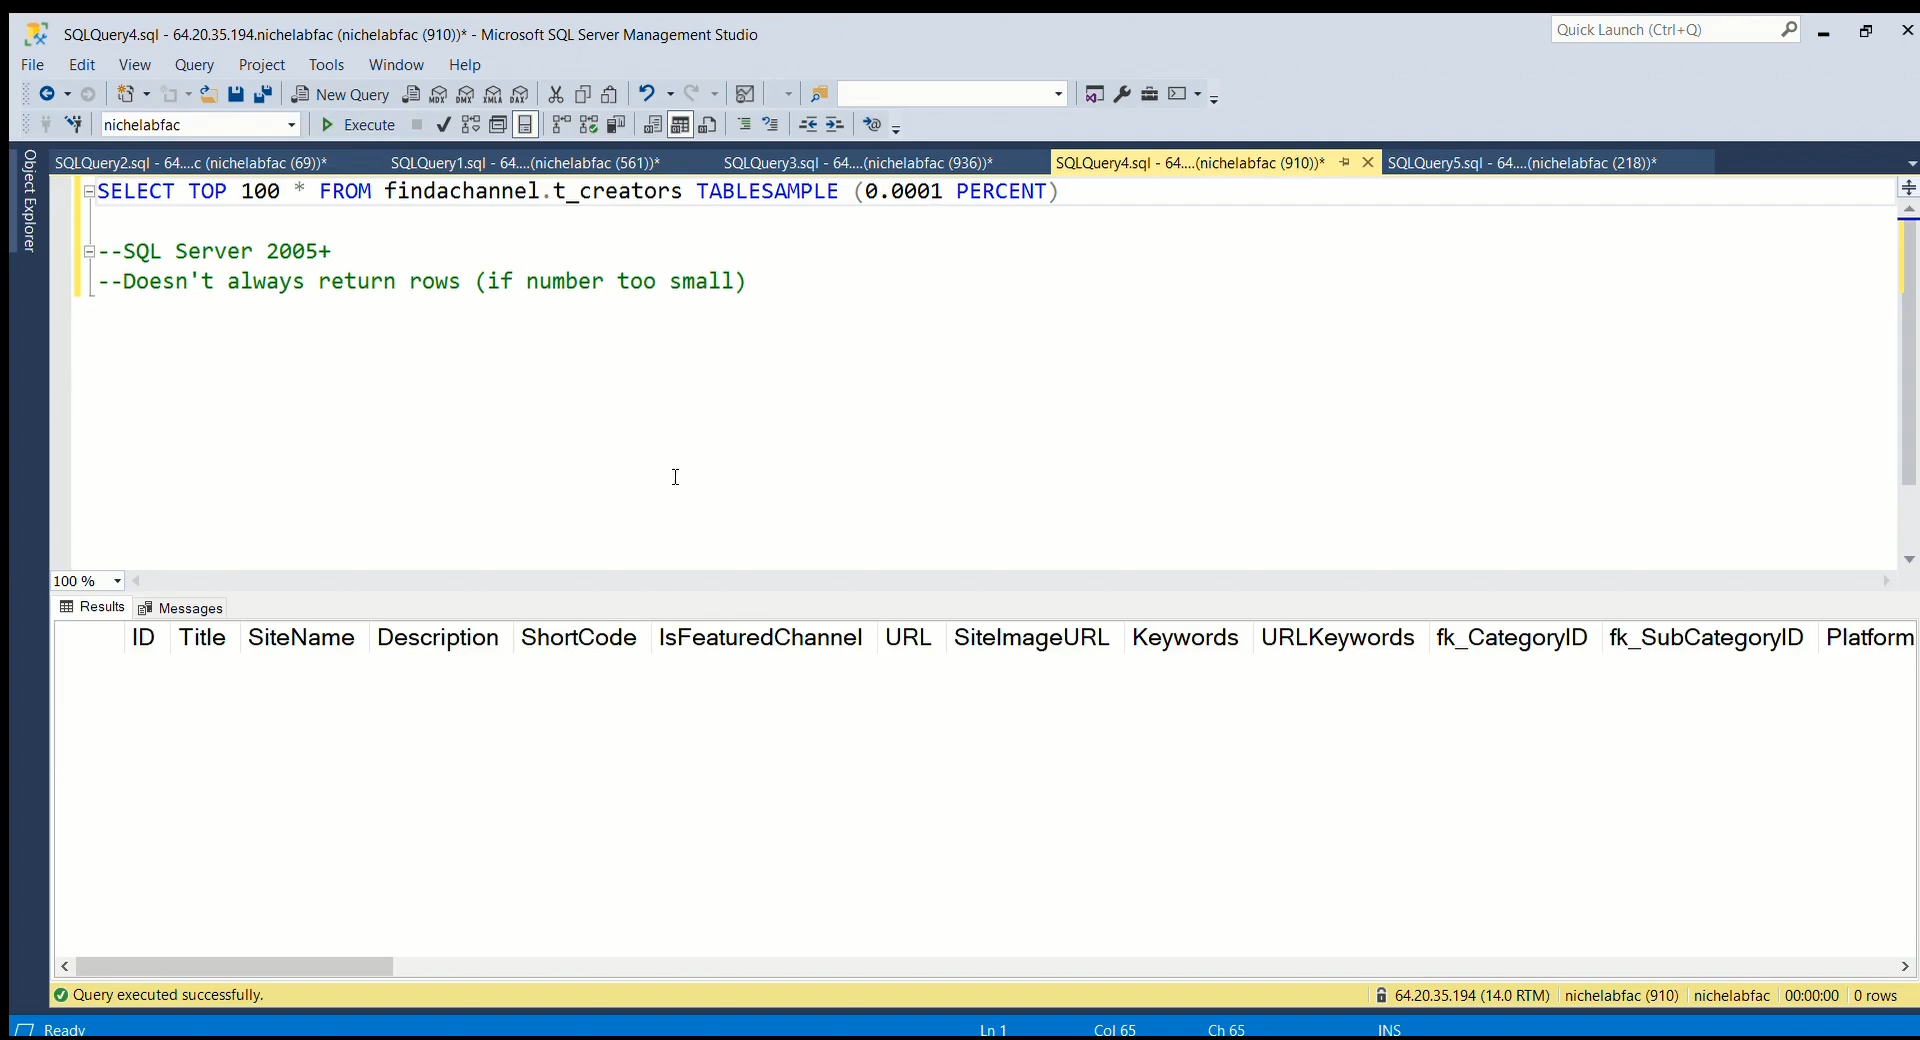 SQLQuery4.sql - 64.20.35.194.nichelabfac (nichelabfac (910))* - Microsoft SQL Server Management Studio
Quick Launch (Ctrl+Q)
File Edit View Query Project Tools Window Help
New Query MDX DMX XMLA DAX
nichelabfac Execute
SQLQuery2.sql - 64....c (nichelabfac (69))* SQLQuery1.sql - 64....(nichelabfac (561))* SQLQuery3.sql - 64....(nichelabfac (936))* SQLQuery4.sql - 64....(nichelabfac (910))* SQLQuery5.sql - 64....(nichelabfac (218))*
Object Explorer
SELECT TOP 100 * FROM findachannel.t_creators TABLESAMPLE (0.0001 PERCENT)
--SQL Server 2005+
--Doesn't always return rows (if number too small)
100 %
Results Messages
ID Title SiteName Description ShortCode IsFeaturedChannel URL SiteImageURL Keywords URLKeywords fk_CategoryID fk_SubCategoryID Platform
Query executed successfully. 64.20.35.194 (14.0 RTM) nichelabfac (910) nichelabfac 00:00:00 0 rows
Ready Ln 1 Col 65 Ch 65 INS